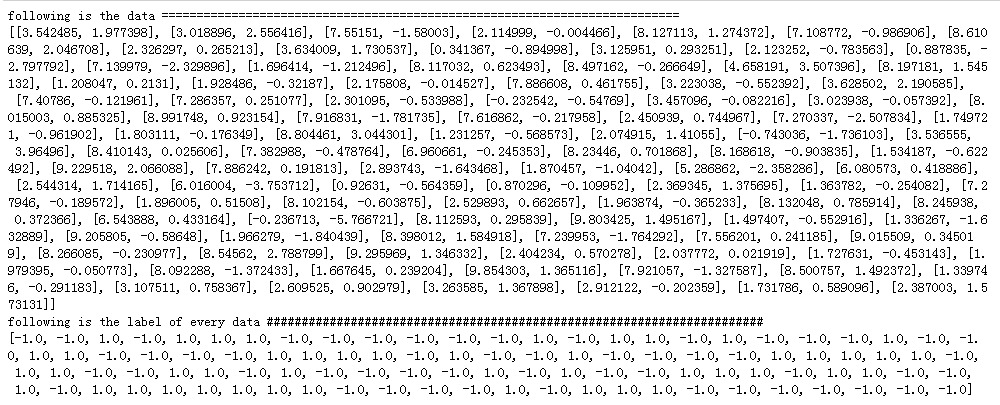 following is the data ==========================================================================
[[3.542485, 1.977398], [3.018896, 2.556416], [7.55151, -1.58003], [2.114999, -0.004466], [8.127113, 1.274372], [7.108772, -0.986906], [8.610
639, 2.046708], [2.326297, 0.265213], [3.634009, 1.730537], [0.341367, -0.894998], [3.125951, 0.293251], [2.123252, -0.783563], [0.887835, -
2.797792], [7.139979, -2.329896], [1.696414, -1.212496], [8.117032, 0.623493], [8.497162, -0.266649], [4.658191, 3.507396], [8.197181, 1.545
132], [1.208047, 0.2131], [1.928486, -0.32187], [2.175808, -0.014527], [7.886608, 0.461755], [3.223038, -0.552392], [3.628502, 2.190585],
[7.40786, -0.121961], [7.286357, 0.251077], [2.301095, -0.533988], [-0.232542, -0.54769], [3.457096, -0.082216], [3.023938, -0.057392], [8.
015003, 0.885325], [8.991748, 0.923154], [7.916831, -1.781735], [7.616862, -0.217958], [2.450939, 0.744967], [7.270337, -2.507834], [1.74972
1, -0.961902], [1.803111, -0.176349], [8.804461, 3.044301], [1.231257, -0.568573], [2.074915, 1.41055], [-0.743036, -1.736103], [3.536555,
3.96496], [8.410143, 0.025606], [7.382988, -0.478764], [6.960661, -0.245353], [8.23446, 0.701868], [8.168618, -0.903835], [1.534187, -0.622
492], [9.229518, 2.066088], [7.886242, 0.191813], [2.893743, -1.643468], [1.870457, -1.04042], [5.286862, -2.358286], [6.080573, 0.418886],
[2.544314, 1.714165], [6.016004, -3.753712], [0.92631, -0.564359], [0.870296, -0.109952], [2.369345, 1.375695], [1.363782, -0.254082], [7.2
7946, -0.189572], [1.896005, 0.51508], [8.102154, -0.603875], [2.529893, 0.662657], [1.963874, -0.365233], [8.132048, 0.785914], [8.245938,
0.372366], [6.543888, 0.433164], [-0.236713, -5.766721], [8.112593, 0.295839], [9.803425, 1.495167], [1.497407, -0.552916], [1.336267, -1.6
32889], [9.205805, -0.58648], [1.966279, -1.840439], [8.398012, 1.584918], [7.239953, -1.764292], [7.556201, 0.241185], [9.015509, 0.34501
9], [8.266085, -0.230977], [8.54562, 2.788799], [9.295969, 1.346332], [2.404234, 0.570278], [2.037772, 0.021919], [1.727631, -0.453143], [1.
979395, -0.050773], [8.092288, -1.372433], [1.667645, 0.239204], [9.854303, 1.365116], [7.921057, -1.327587], [8.500757, 1.492372], [1.33974
6, -0.291183], [3.107511, 0.758367], [2.609525, 0.902979], [3.263585, 1.367898], [2.912122, -0.202359], [1.731786, 0.589096], [2.387003, 1.5
73131]]
following is the label of every data #######################################################################
[-1.0, -1.0, 1.0, -1.0, 1.0, 1.0, 1.0, -1.0, -1.0, -1.0, -1.0, -1.0, -1.0, 1.0, -1.0, 1.0, 1.0, -1.0, 1.0, -1.0, -1.0, -1.0, 1.0, -1.0, -1.
0, 1.0, 1.0, -1.0, -1.0, -1.0, -1.0, 1.0, 1.0, 1.0, 1.0, -1.0, 1.0, -1.0, -1.0, 1.0, -1.0, -1.0, -1.0, -1.0, 1.0, 1.0, 1.0, 1.0, 1.0, -1.0,
1.0, 1.0, -1.0, -1.0, 1.0, 1.0, -1.0, 1.0, -1.0, -1.0, -1.0, -1.0, 1.0, -1.0, 1.0, -1.0, -1.0, 1.0, 1.0, 1.0, -1.0, 1.0, 1.0, -1.0, -1.0,
1.0, -1.0, 1.0, 1.0, 1.0, 1.0, 1.0, 1.0, 1.0, -1.0, -1.0, -1.0, -1.0, 1.0, -1.0, 1.0, 1.0, 1.0, -1.0, -1.0, -1.0, -1.0, -1.0, -1.0, -1.0]